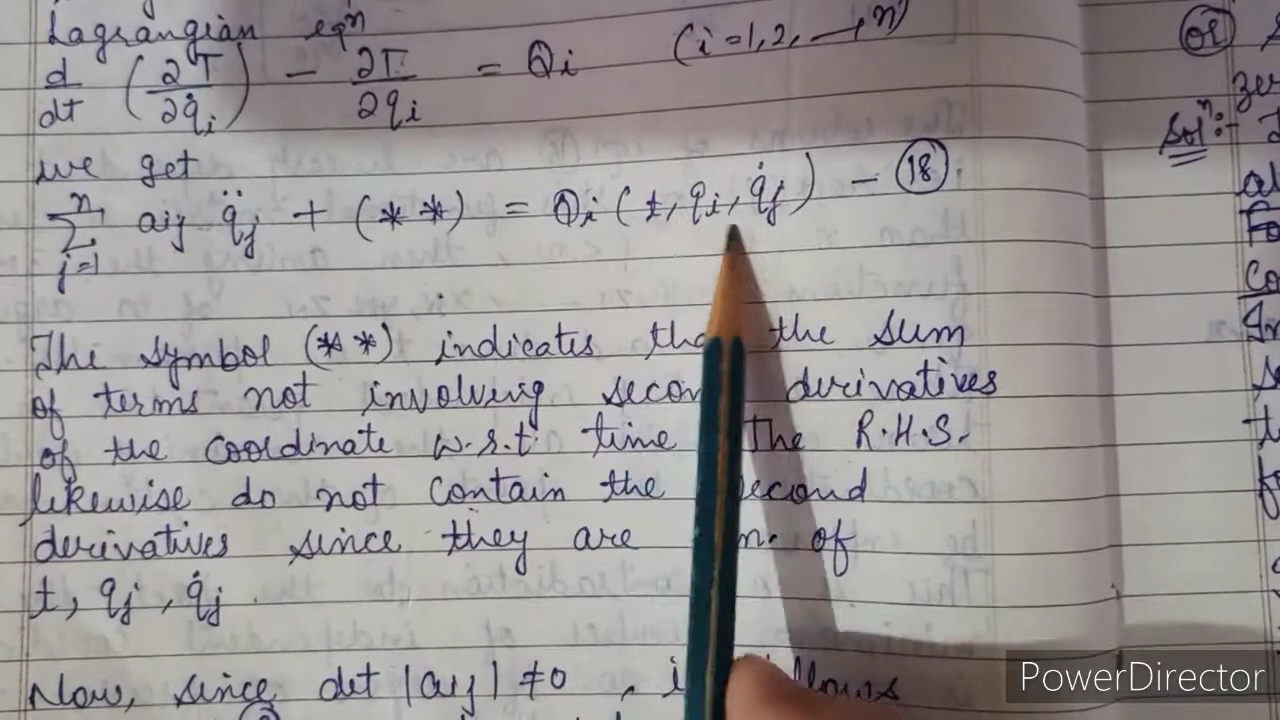 Lagrangian eqⁿ
d/dt (∂T/∂q̇i) - ∂T/∂qi = Qi (i=1,2,—,n)
we get
n∑j=1 aij q̈j + (* *) = Qi (t, qi, q̇j) - (18)
The symbol (* *) indicates the sum
of terms not involving derivatives
of the coordinate w.r.t. time The R.H.S.
likewise do not contain the
derivatives since they are of
t, qj, q̇j.
Now, since det |aij| ≠ 0,
or
Solⁿ:-
PowerDirector